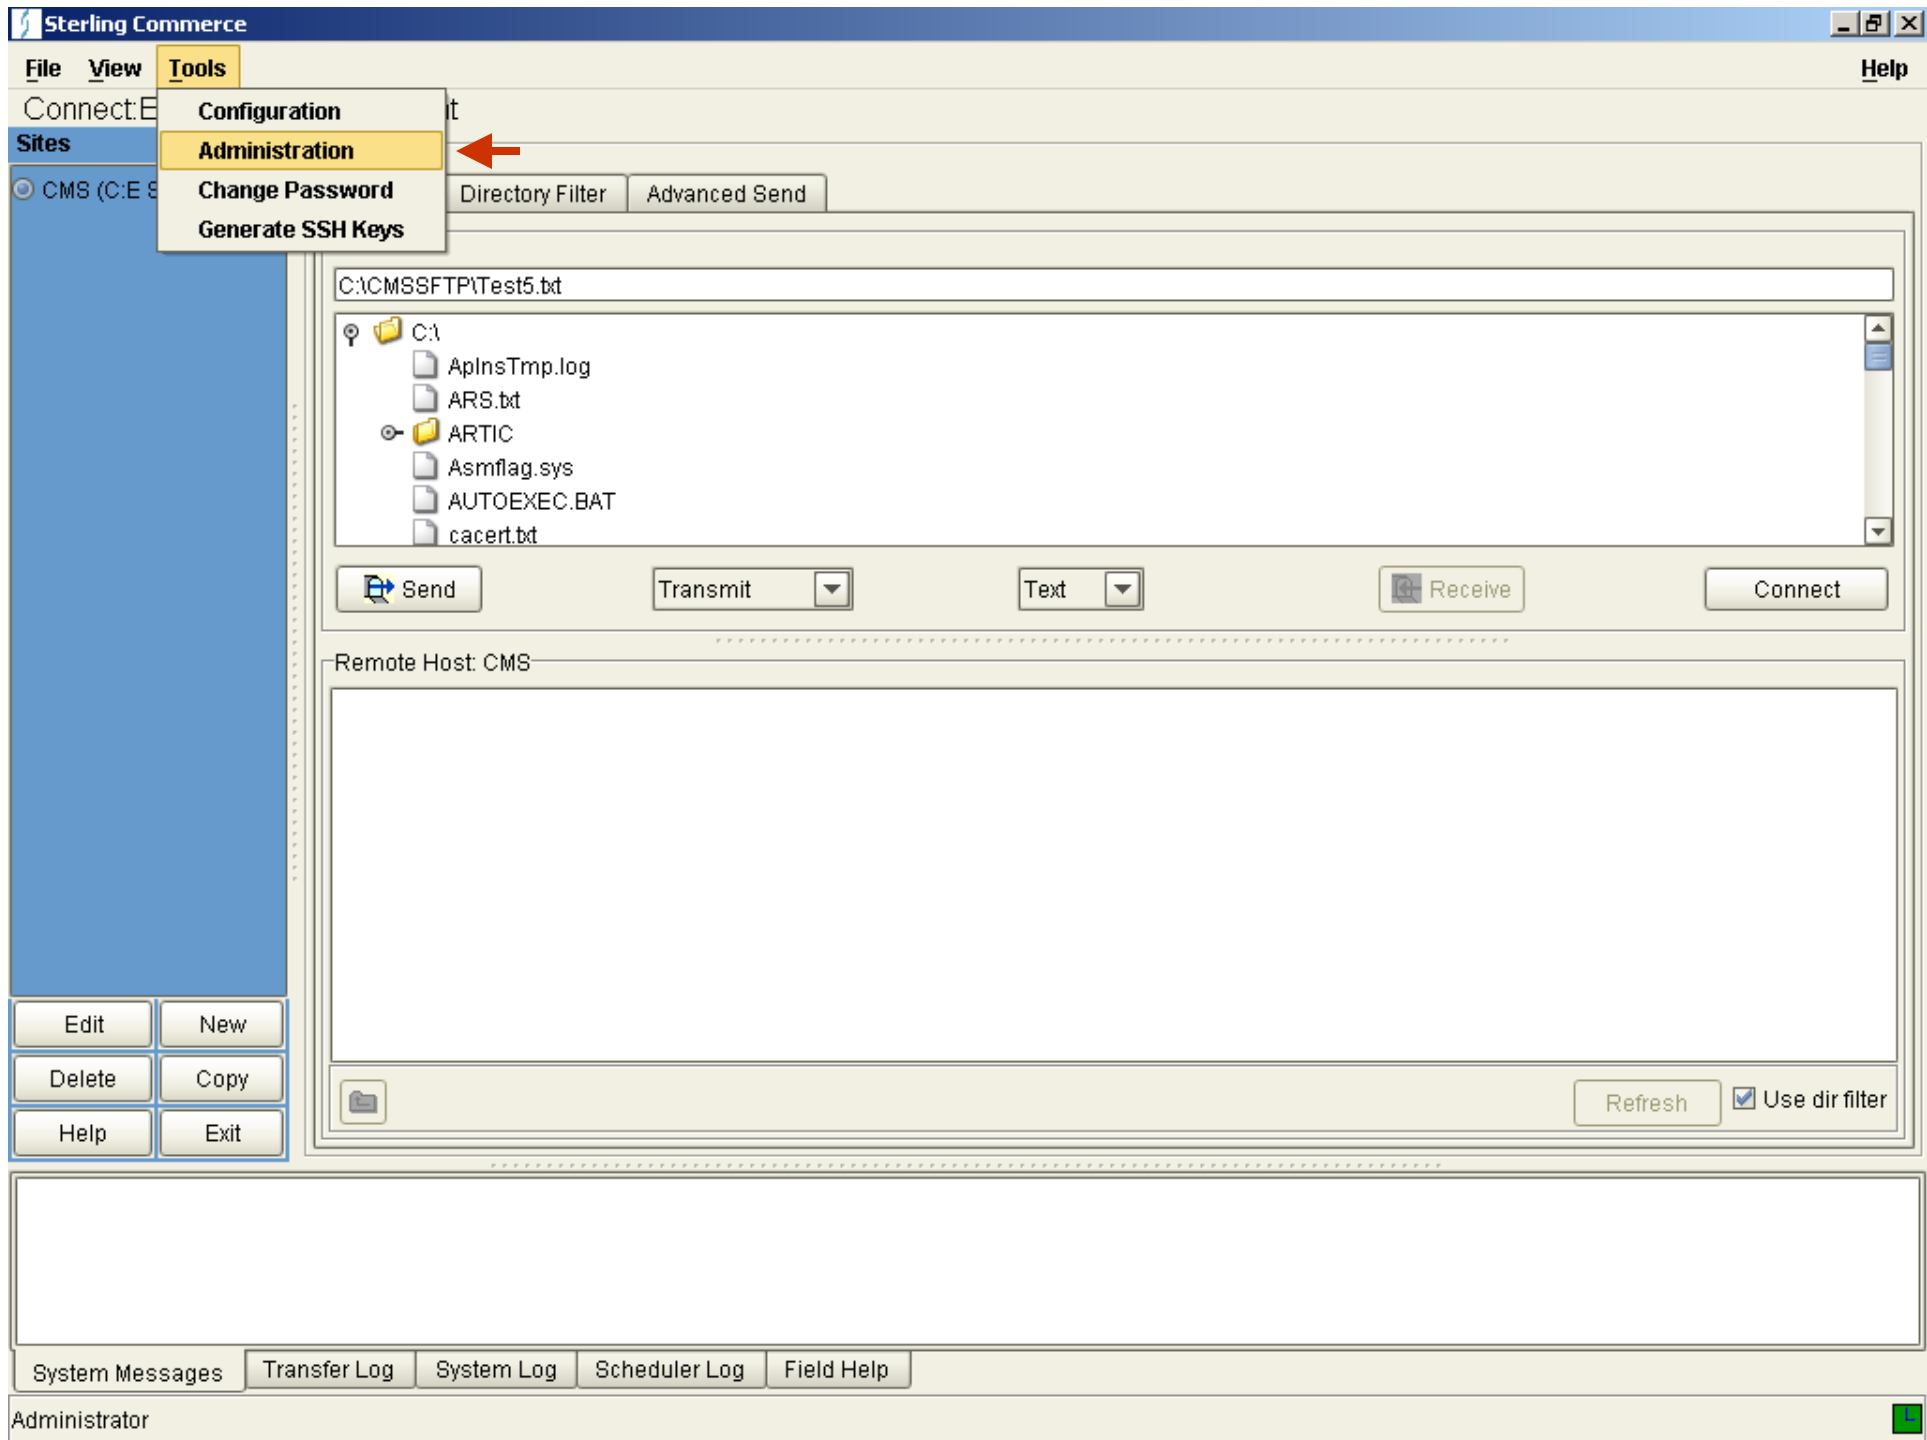 Sterling Commerce
File View Tools Help
Connect:E
Configuration
Administration
Change Password
Generate SSH Keys
Sites
CMS (C:E S
Directory Filter Advanced Send
C:\CMSSFTP\Test5.txt
C:\
ApInsTmp.log
ARS.txt
ARTIC
Asmflag.sys
AUTOEXEC.BAT
cacert.txt
Send Transmit Text Receive Connect
Remote Host: CMS
Edit New
Delete Copy
Help Exit
Refresh Use dir filter
System Messages Transfer Log System Log Scheduler Log Field Help
Administrator